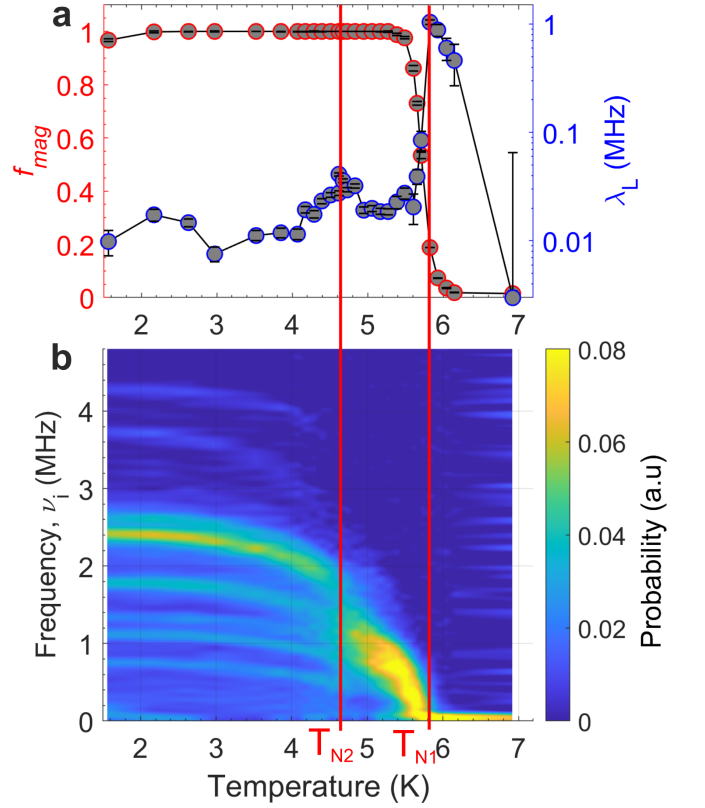 a
1
0.8
0.6
0.4
0.2
0
f_mag
1
0.1
0.01
λ_L (MHz)
2 3 4 5 6 7
b
4
3
2
1
0
Frequency, ν_i (MHz)
2 3 4 5 6 7
T_N2 T_N1
Temperature (K)
0.08
0.06
0.04
0.02
0
Probability (a.u)